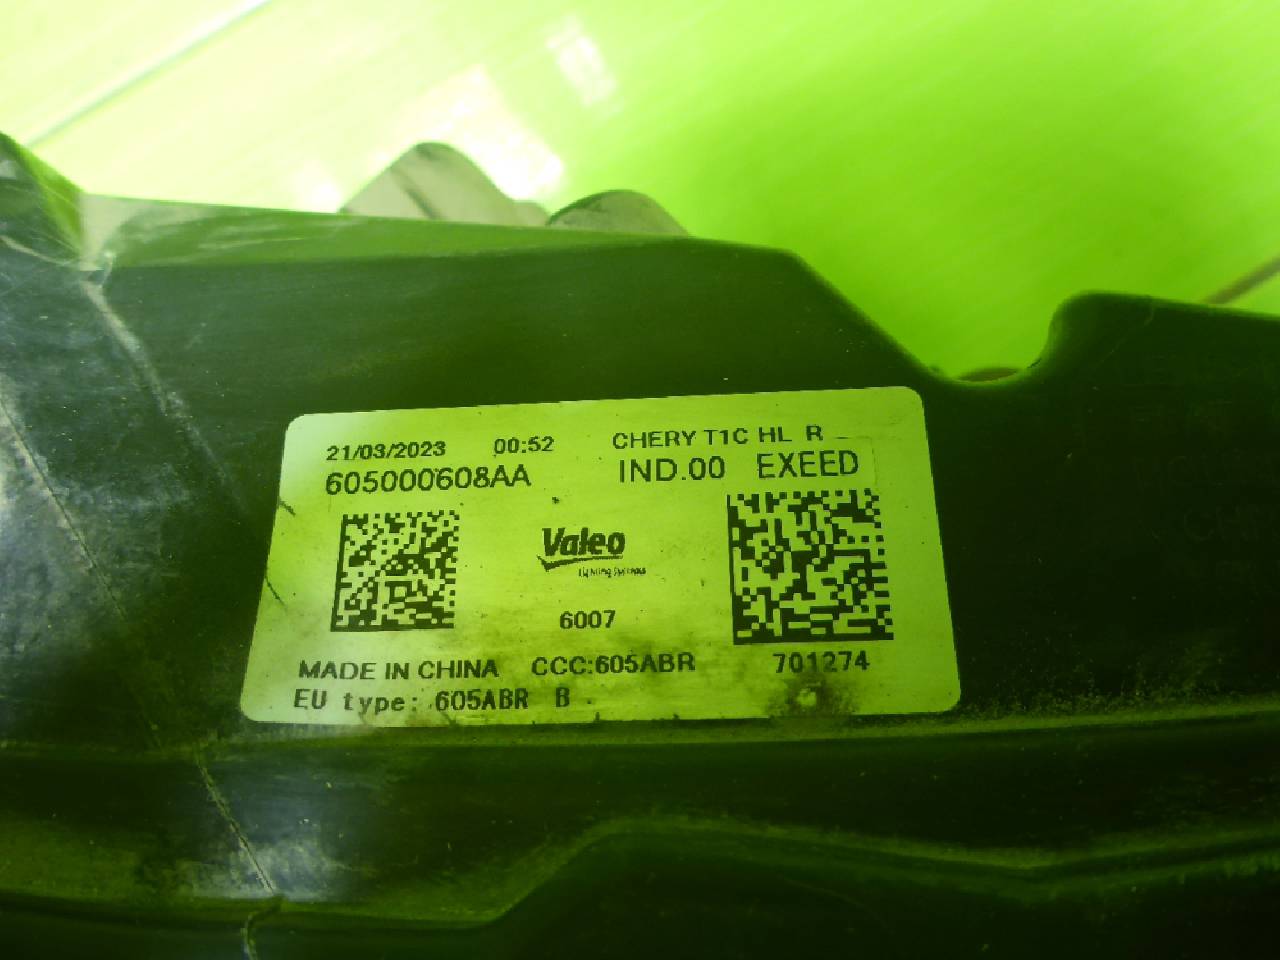 21/03/2023 00:52 CHERY T1C HL R
605000608AA IND.00 EXEED
Valeo
Lighting Systems
6007
MADE IN CHINA CCC:605ABR 701274
EU type: 605ABR B